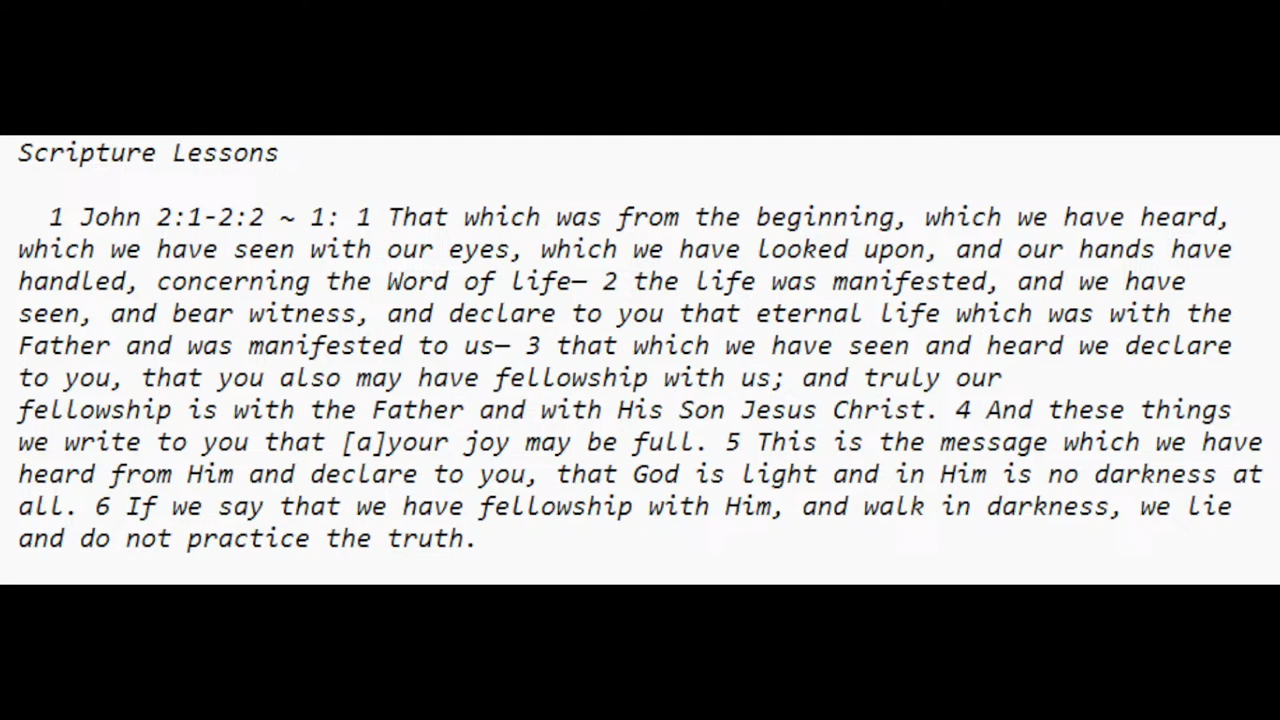 Scripture Lessons
1 John 2:1-2:2 ~ 1: 1 That which was from the beginning, which we have heard,
which we have seen with our eyes, which we have looked upon, and our hands have
handled, concerning the Word of life— 2 the life was manifested, and we have
seen, and bear witness, and declare to you that eternal life which was with the
Father and was manifested to us— 3 that which we have seen and heard we declare
to you, that you also may have fellowship with us; and truly our
fellowship is with the Father and with His Son Jesus Christ. 4 And these things
we write to you that [a]your joy may be full. 5 This is the message which we have
heard from Him and declare to you, that God is light and in Him is no darkness at
all. 6 If we say that we have fellowship with Him, and walk in darkness, we lie
and do not practice the truth.